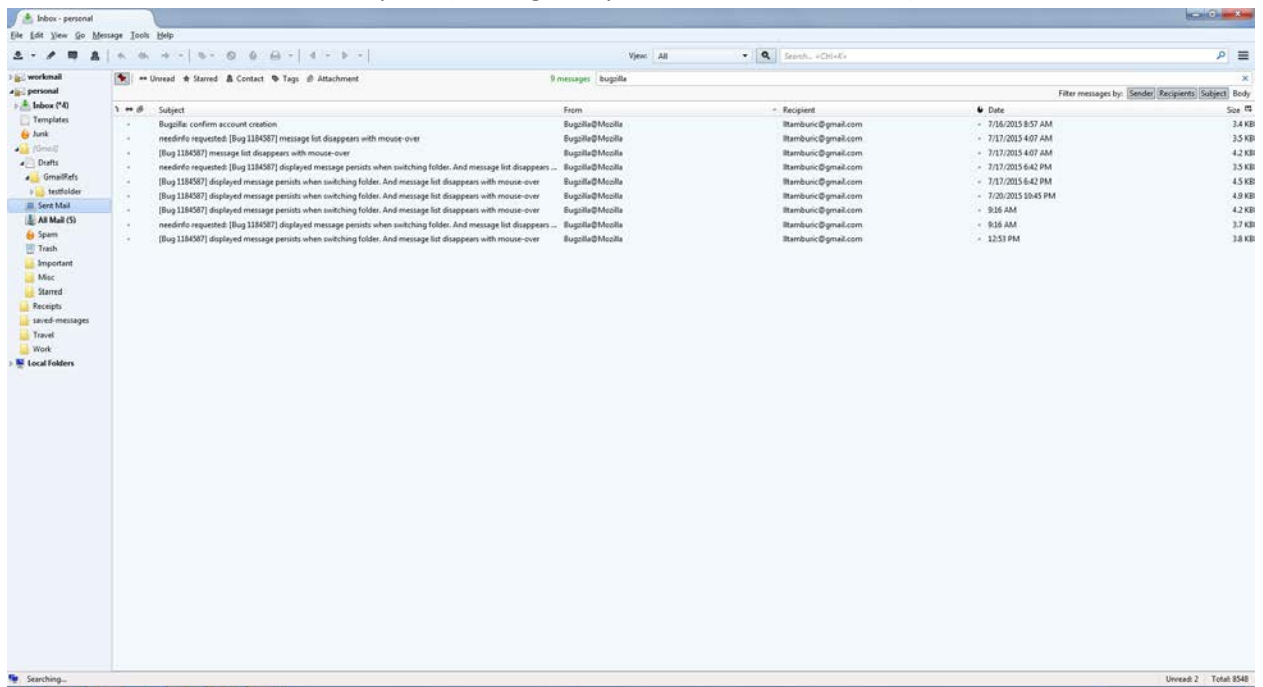 Inbox - personal
File Edit View Go Message Tools Help
View: All Search... <Ctrl+K>
workmail
personal
Inbox (*4)
Templates
Junk
[Gmail]
Drafts
GmailRefs
testfolder
Sent Mail
All Mail (5)
Spam
Trash
Important
Misc
Starred
Receipts
saved-messages
Travel
Work
Local Folders
Unread Starred Contact Tags Attachment 9 messages bugzilla
Filter messages by: Sender Recipients Subject Body
Subject From Recipient Date Size
Bugzilla: confirm account creation Bugzilla@Mozilla lltamburic@gmail.com 7/16/2015 8:57 AM 3.4 KB
needinfo requested: [Bug 1184587] message list disappears with mouse-over Bugzilla@Mozilla lltamburic@gmail.com 7/17/2015 4:07 AM 3.5 KB
[Bug 1184587] message list disappears with mouse-over Bugzilla@Mozilla lltamburic@gmail.com 7/17/2015 4:07 AM 4.2 KB
needinfo requested: [Bug 1184587] displayed message persists when switching folder. And message list disappears ... Bugzilla@Mozilla lltamburic@gmail.com 7/17/2015 6:42 PM 3.5 KB
[Bug 1184587] displayed message persists when switching folder. And message list disappears with mouse-over Bugzilla@Mozilla lltamburic@gmail.com 7/17/2015 6:42 PM 4.5 KB
[Bug 1184587] displayed message persists when switching folder. And message list disappears with mouse-over Bugzilla@Mozilla lltamburic@gmail.com 7/20/2015 10:45 PM 4.9 KB
[Bug 1184587] displayed message persists when switching folder. And message list disappears with mouse-over Bugzilla@Mozilla lltamburic@gmail.com 9:16 AM 4.2 KB
needinfo requested: [Bug 1184587] displayed message persists when switching folder. And message list disappears ... Bugzilla@Mozilla lltamburic@gmail.com 9:16 AM 3.7 KB
[Bug 1184587] displayed message persists when switching folder. And message list disappears with mouse-over Bugzilla@Mozilla lltamburic@gmail.com 12:53 PM 3.8 KB
Searching... Unread: 2 Total: 8548